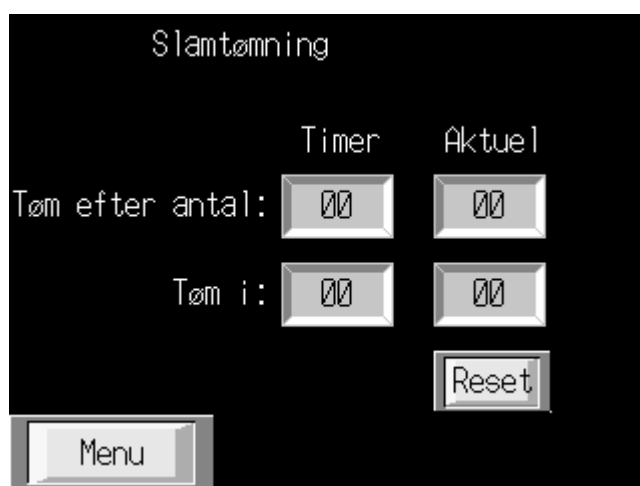 Slamtømning
Timer Aktuel
Tøm efter antal: 00 00
Tøm i: 00 00
Reset
Menu